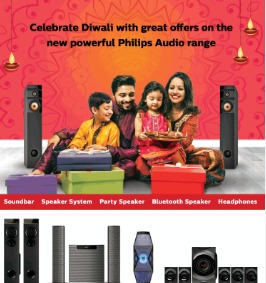 Celebrate Diwali with great offers on the
new powerful Philips Audio range
Soundbar Speaker System Party Speaker Bluetooth Speaker Headphones